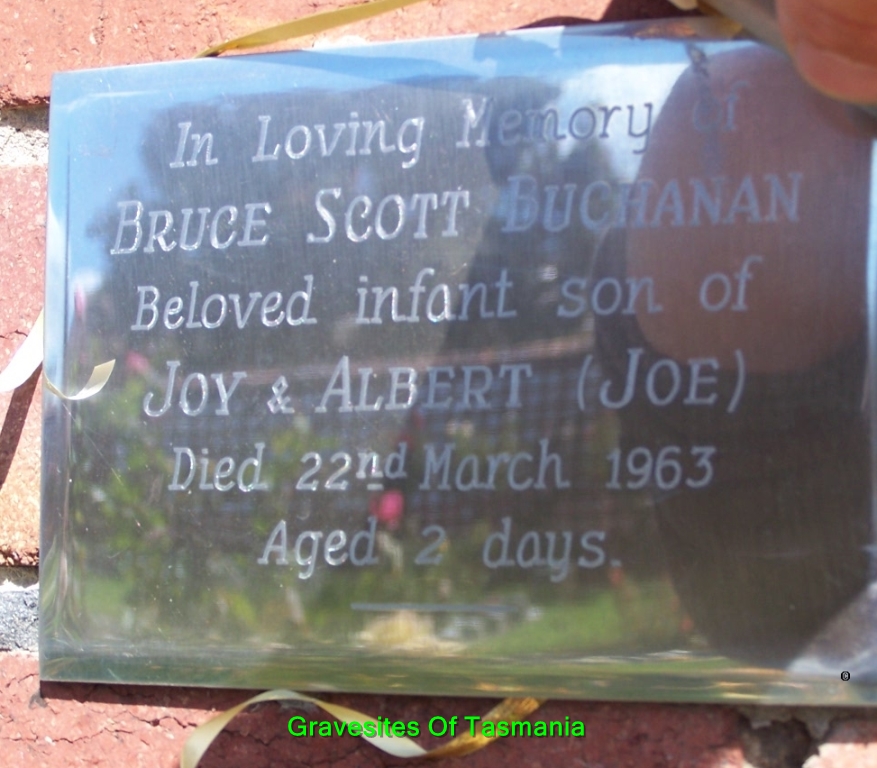 In Loving Memory of
BRUCE SCOTT BUCHANAN
Beloved infant son of
JOY & ALBERT (JOE)
Died 22nd March 1963
Aged 2 days.
Gravesites Of Tasmania